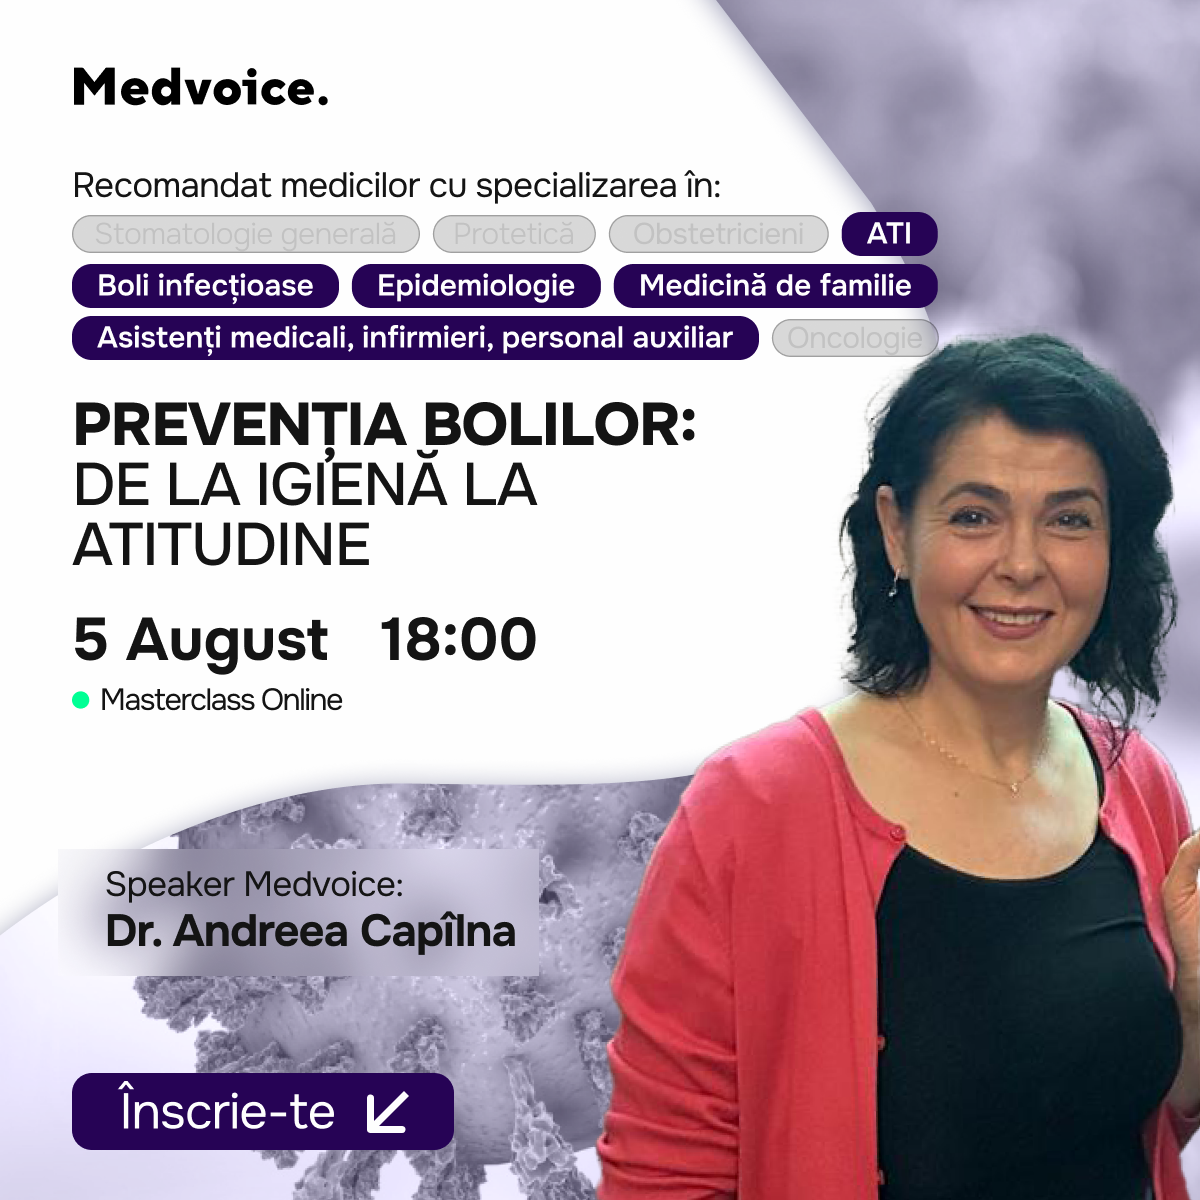 Medvoice.
Recomandat medicilor cu specializarea în:
Stomatologie generală Protetică Obstetricieni ATI
Boli infecțioase Epidemiologie Medicină de familie
Asistenți medicali, infirmieri, personal auxiliar Oncologie
PREVENȚIA BOLILOR:
DE LA IGIENĂ LA
ATITUDINE
5 August 18:00
Masterclass Online
Speaker Medvoice:
Dr. Andreea Capîlna
Înscrie-te